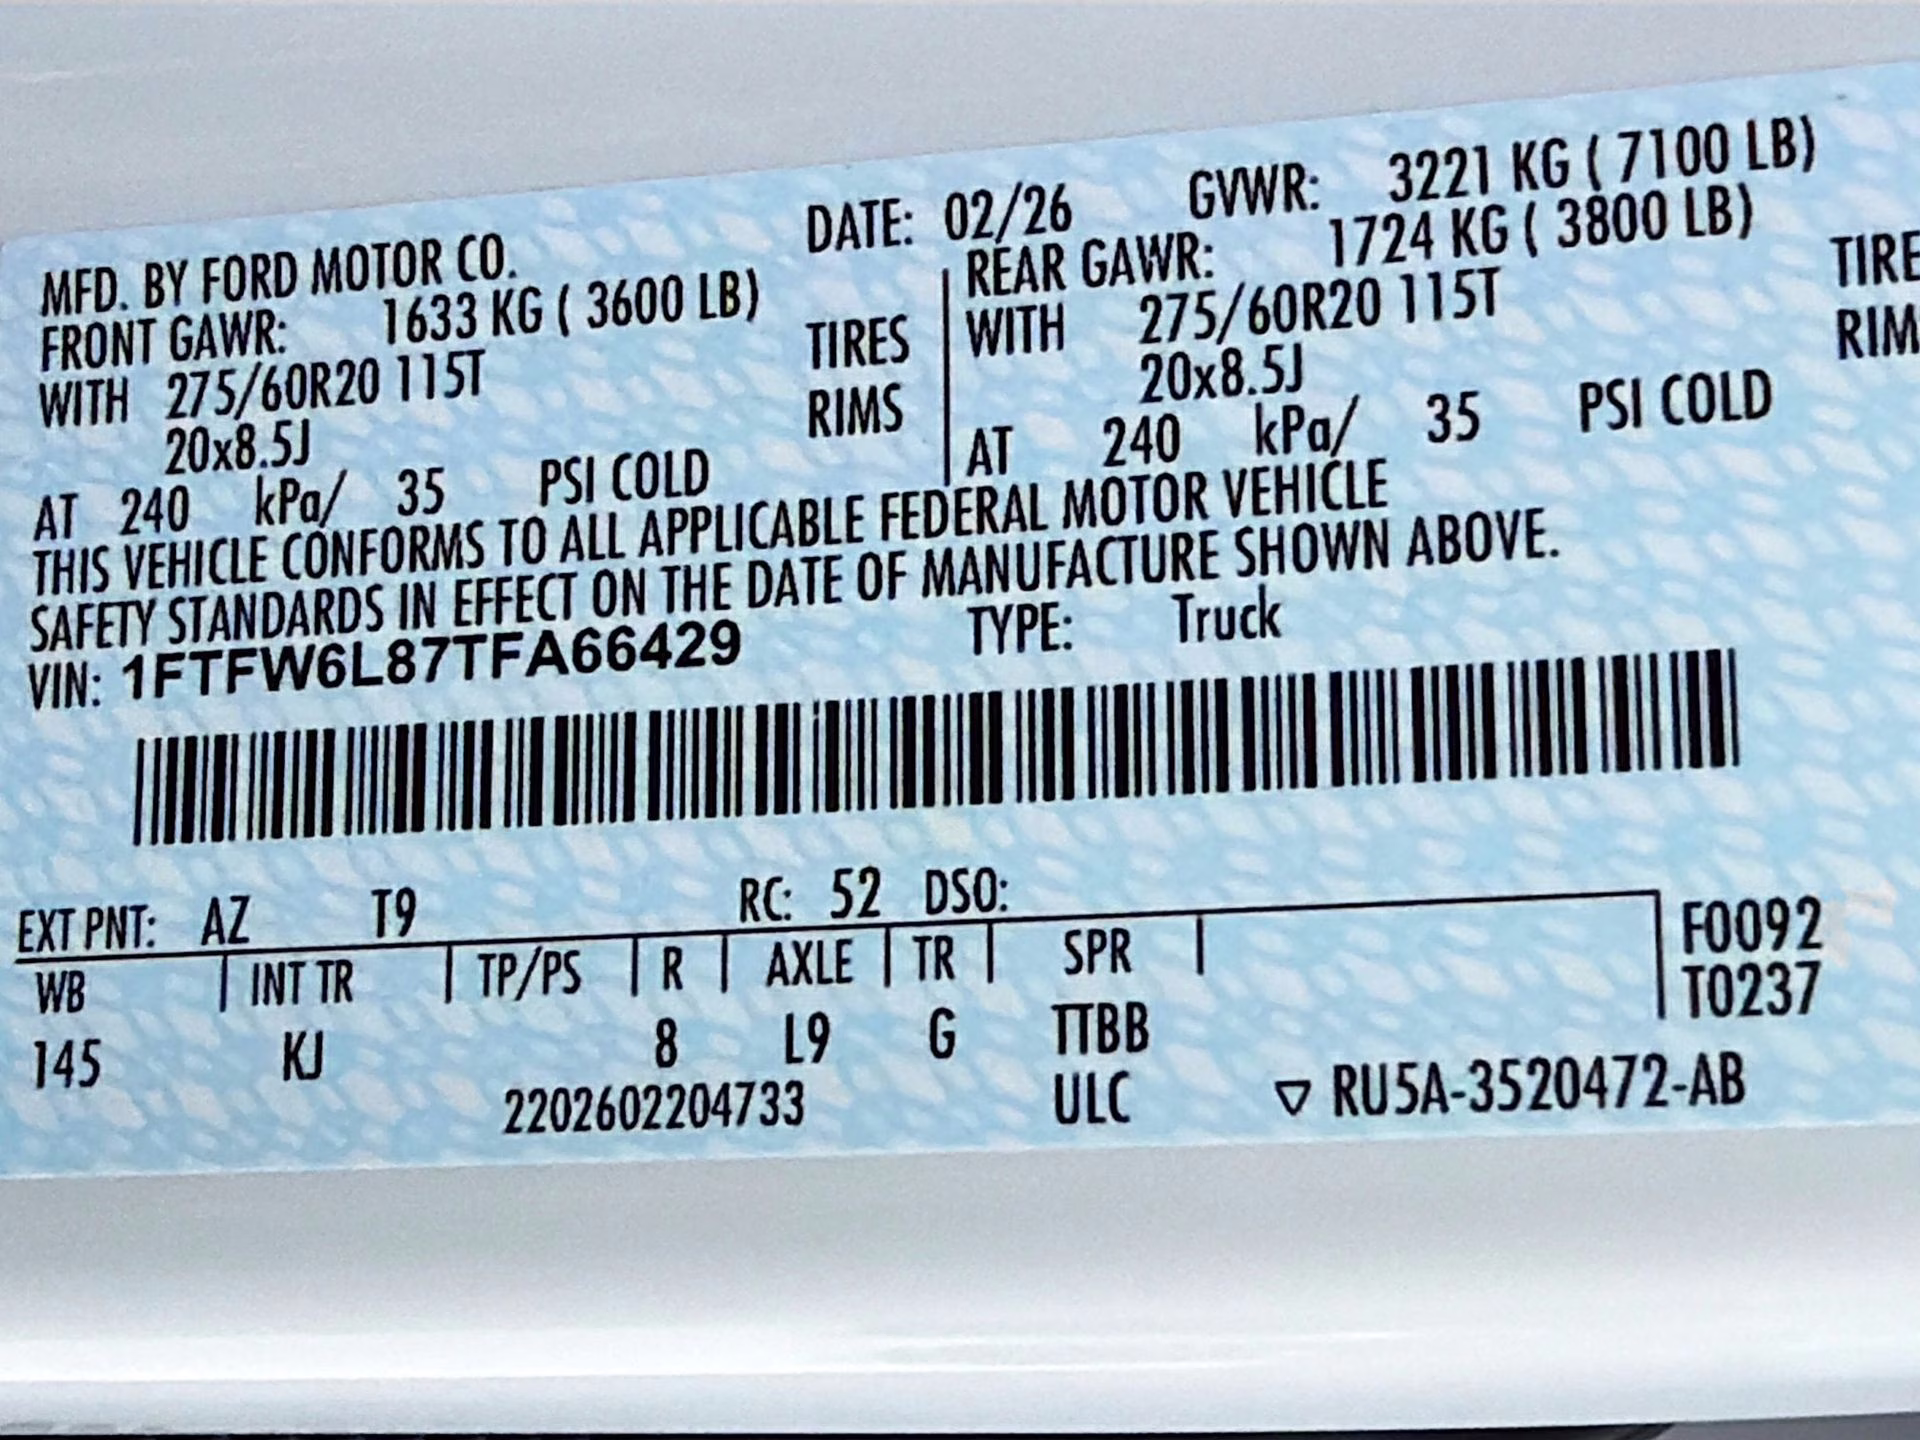 MFD. BY FORD MOTOR CO. DATE: 02/26 GVWR: 3221 KG ( 7100 LB)
FRONT GAWR: 1633 KG ( 3600 LB) REAR GAWR: 1724 KG ( 3800 LB)
WITH 275/60R20 115T TIRES WITH 275/60R20 115T TIRE
20x8.5J RIMS 20x8.5J RIM
AT 240 kPa/ 35 PSI COLD AT 240 kPa/ 35 PSI COLD
THIS VEHICLE CONFORMS TO ALL APPLICABLE FEDERAL MOTOR VEHICLE
SAFETY STANDARDS IN EFFECT ON THE DATE OF MANUFACTURE SHOWN ABOVE.
VIN: 1FTFW6L87TFA66429 TYPE: Truck
EXT PNT: AZ T9 RC: 52 DSO:
WB INT TR TP/PS R AXLE TR SPR F0092
T0237
145 KJ 8 L9 G TTBB
2202602204733 ULC ▽ RU5A-3520472-AB